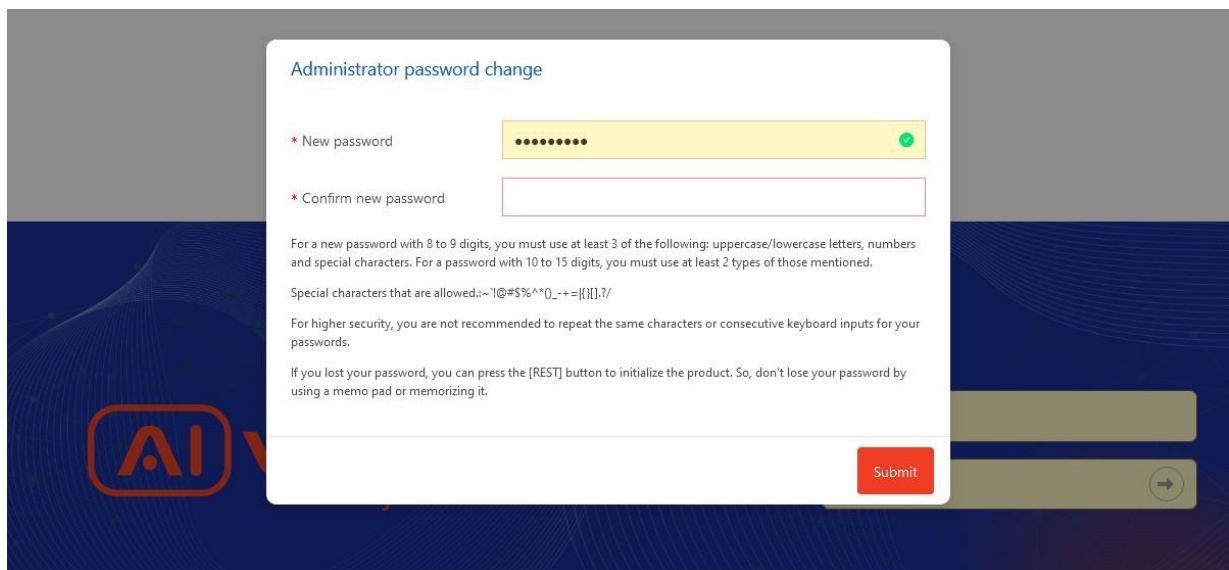 Administrator password change
* New password
●●●●●●●●●
* Confirm new password
For a new password with 8 to 9 digits, you must use at least 3 of the following: uppercase/lowercase letters, numbers
and special characters. For a password with 10 to 15 digits, you must use at least 2 types of those mentioned.
Special characters that are allowed.:~`!@#$%^*()_-+=|{}[].?/
For higher security, you are not recommended to repeat the same characters or consecutive keyboard inputs for your
passwords.
If you lost your password, you can press the [REST] button to initialize the product. So, don't lose your password by
using a memo pad or memorizing it.
AI
Submit